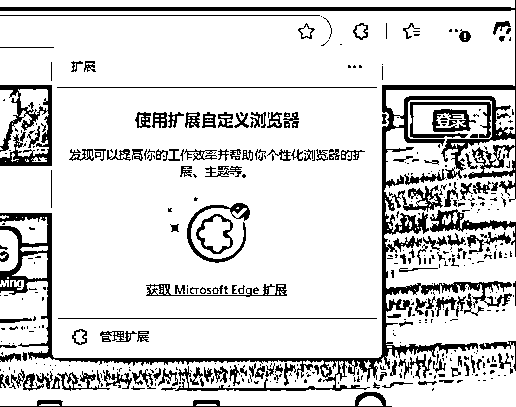 扩展
使用扩展自定义浏览器
登录
发现可以提高你的工作效率并帮助你个性化浏览器的扩
展、主题等。
获取 Microsoft Edge 扩展
wing
管理扩展